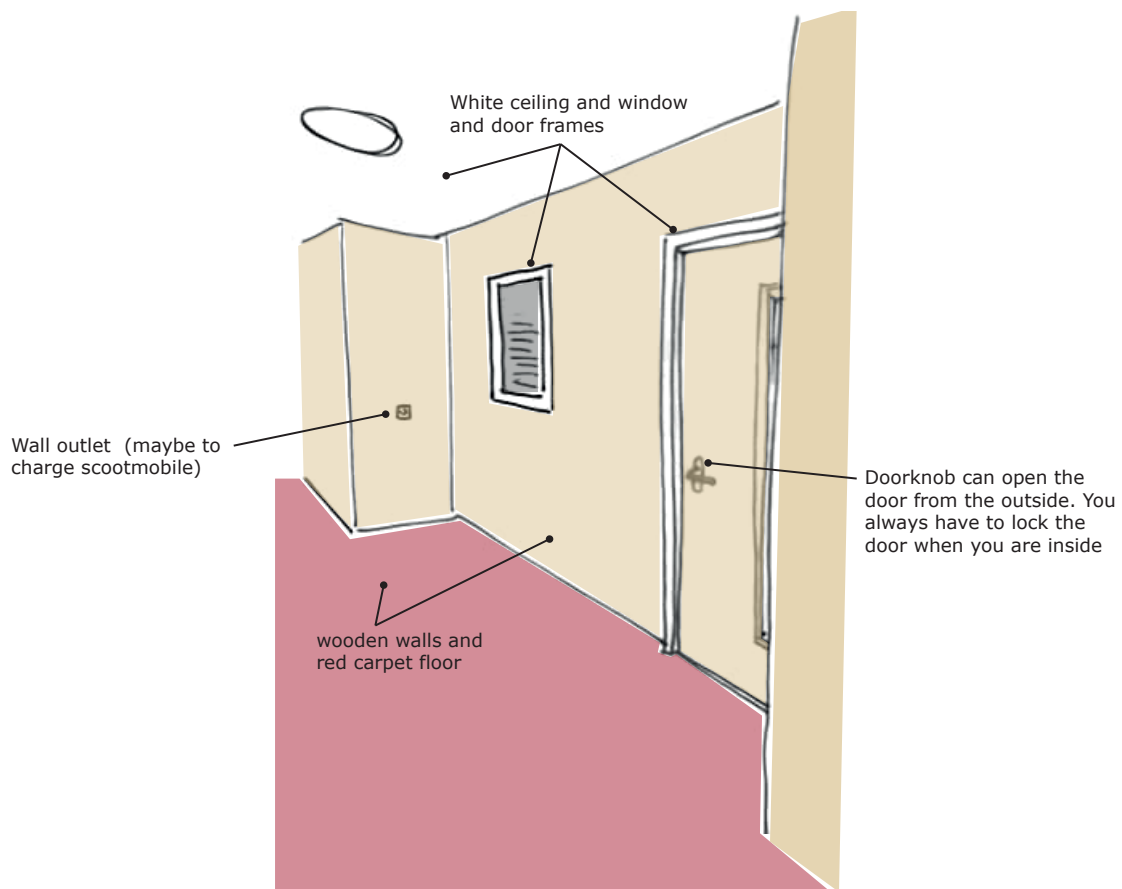 White ceiling and window
and door frames
Wall outlet  (maybe to
charge scootmobile)
Doorknob can open the
door from the outside. You
always have to lock the
door when you are inside
wooden walls and
red carpet floor